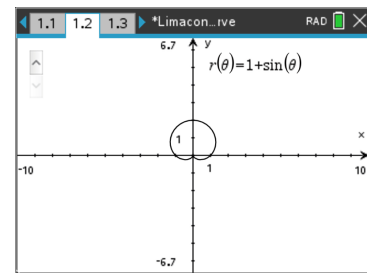 1.1 1.2 1.3 *Limacon…rve RAD
6.7 y
r(θ)=1+sin(θ)
1
x
-10 1 10
-6.7